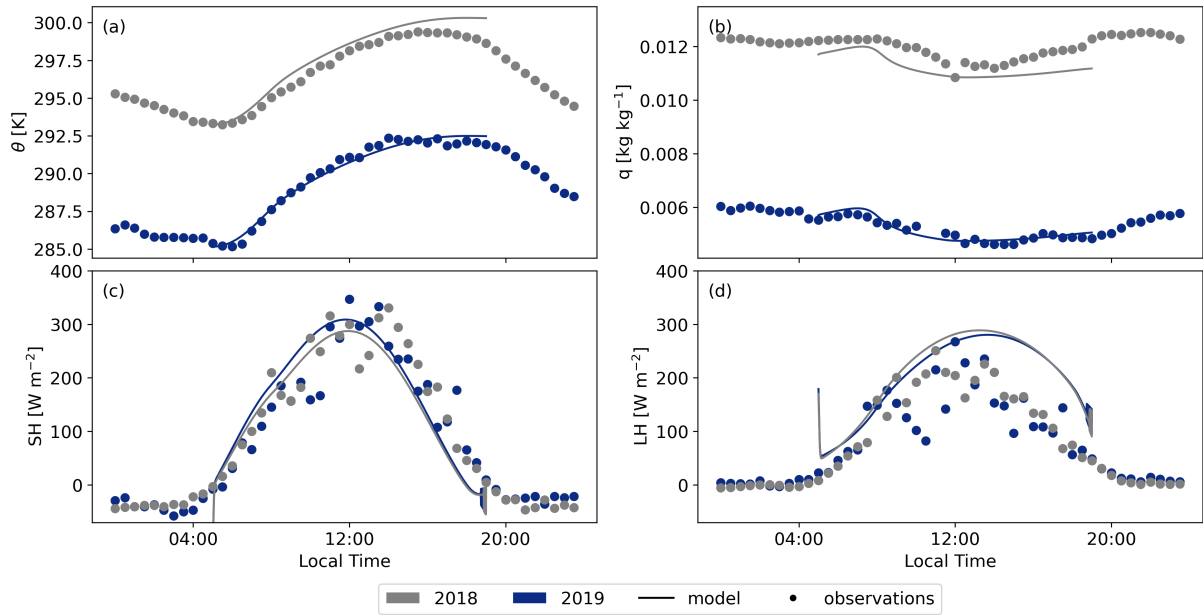 (a)
θ [K]
300.0
297.5
295.0
292.5
290.0
287.5
285.0
(b)
q [kg kg⁻¹]
0.012
0.010
0.008
0.006
(c)
SH [W m⁻²]
400
300
200
100
0
04:00 12:00 20:00
Local Time
(d)
LH [W m⁻²]
400
300
200
100
0
04:00 12:00 20:00
Local Time
2018 2019 model observations